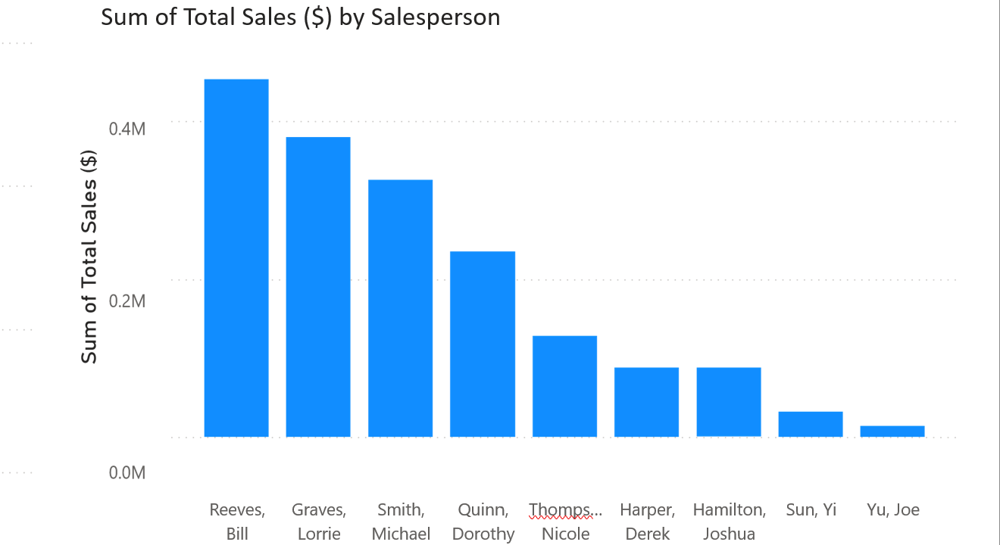 Sum of Total Sales ($) by Salesperson
Sum of Total Sales ($)
0.4M
0.2M
0.0M
Reeves,
Bill
Graves,
Lorrie
Smith,
Michael
Quinn,
Dorothy
Thomps...
Nicole
Harper,
Derek
Hamilton,
Joshua
Sun, Yi
Yu, Joe